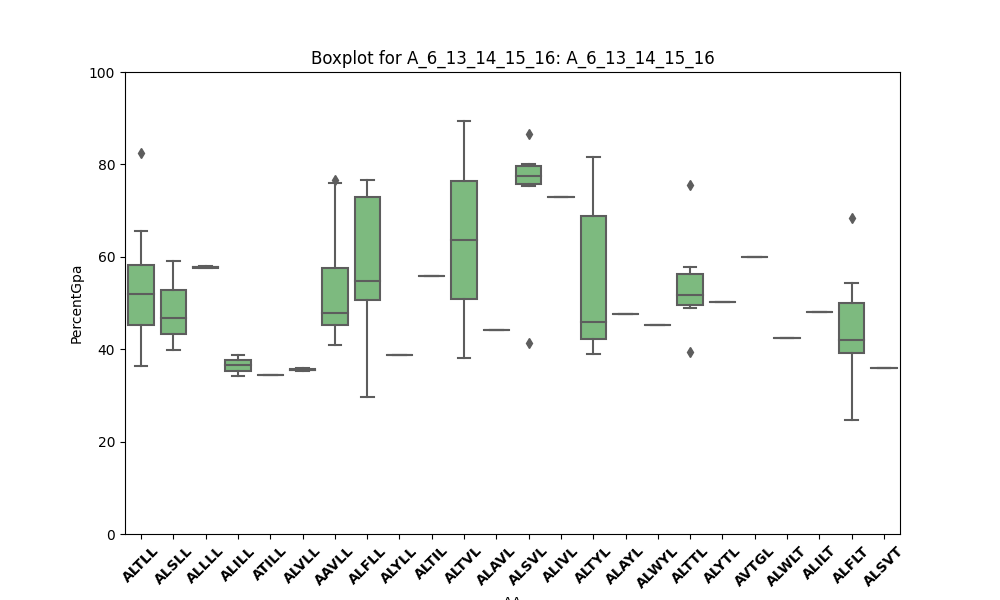 Boxplot for A_6_13_14_15_16: A_6_13_14_15_16
100
80
60
40
20
0
PercentGpa
ALTLL
ALSLL
ALLLL
ALILL
ATILL
ALVLL
AAVLL
ALFLL
ALYLL
ALTIL
ALTVL
ALAVL
ALSVL
ALIVL
ALTYL
ALAYL
ALWYL
ALTTL
ALYTL
AVTGL
ALWLT
ALILT
ALFLT
ALSVT
AA